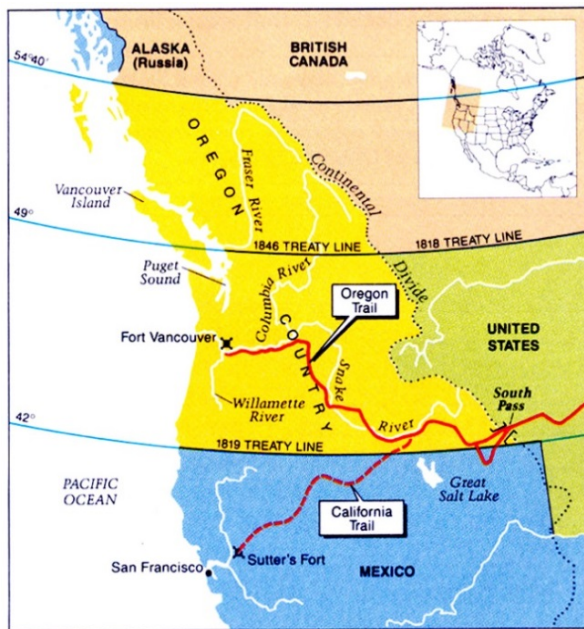 ALASKA
(Russia)
BRITISH
CANADA
54°40'
OREGON
Fraser River
Continental
Vancouver
Island
49°
1846 TREATY LINE
1818 TREATY LINE
Puget
Sound
Columbia River
Divide
Oregon
Trail
Fort Vancouver
COUNTRY
UNITED
STATES
Snake
River
South
Pass
Willamette
River
42°
1819 TREATY LINE
PACIFIC
OCEAN
Great
Salt Lake
California
Trail
San Francisco
Sutter's Fort
MEXICO